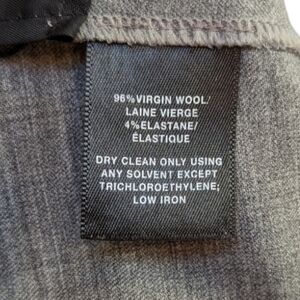 96% VIRGIN WOOL/
LAINE VIERGE
4% ELASTANE/
ÉLASTIQUE
DRY CLEAN ONLY USING
ANY SOLVENT EXCEPT
TRICHLOROETHYLENE;
LOW IRON